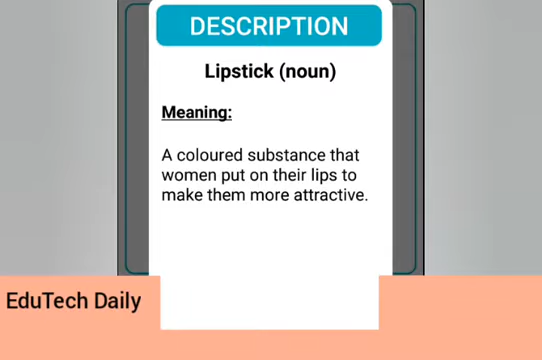 DESCRIPTION
Lipstick (noun)
Meaning:
A coloured substance that
women put on their lips to
make them more attractive.
EduTech Daily